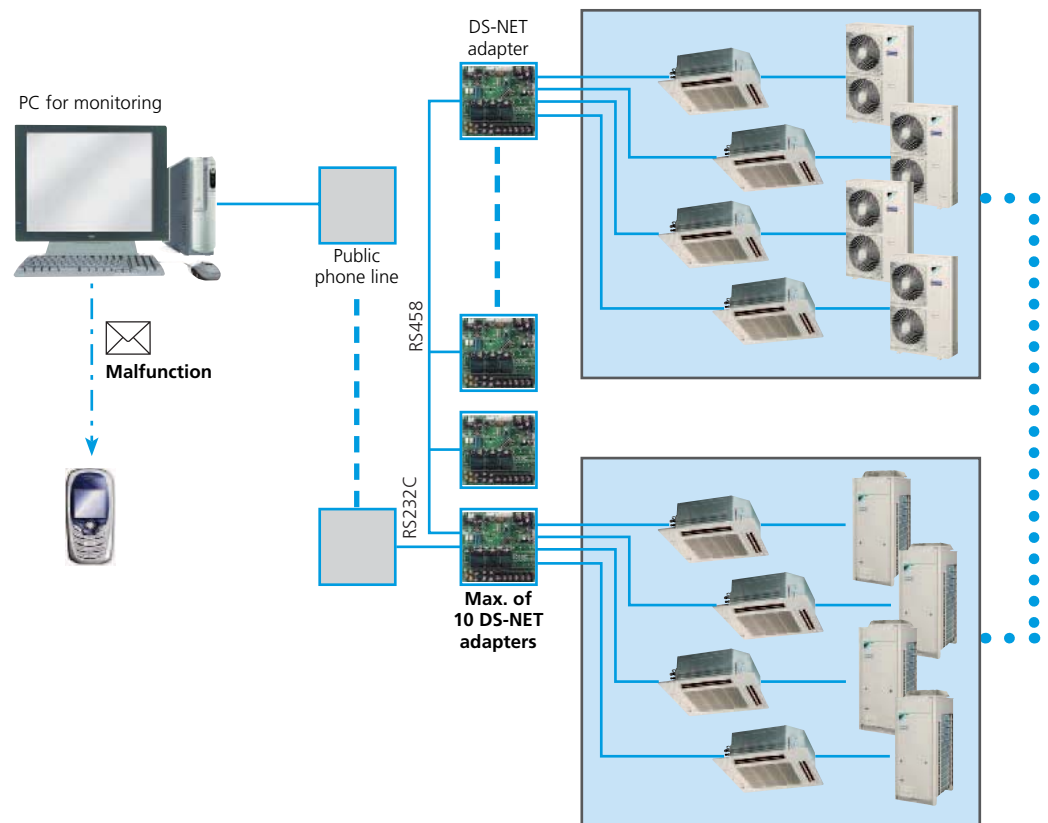 DS-NET
adapter
PC for monitoring
Public
phone line
RS458
Malfunction
RS232C
Max. of
10 DS-NET
adapters